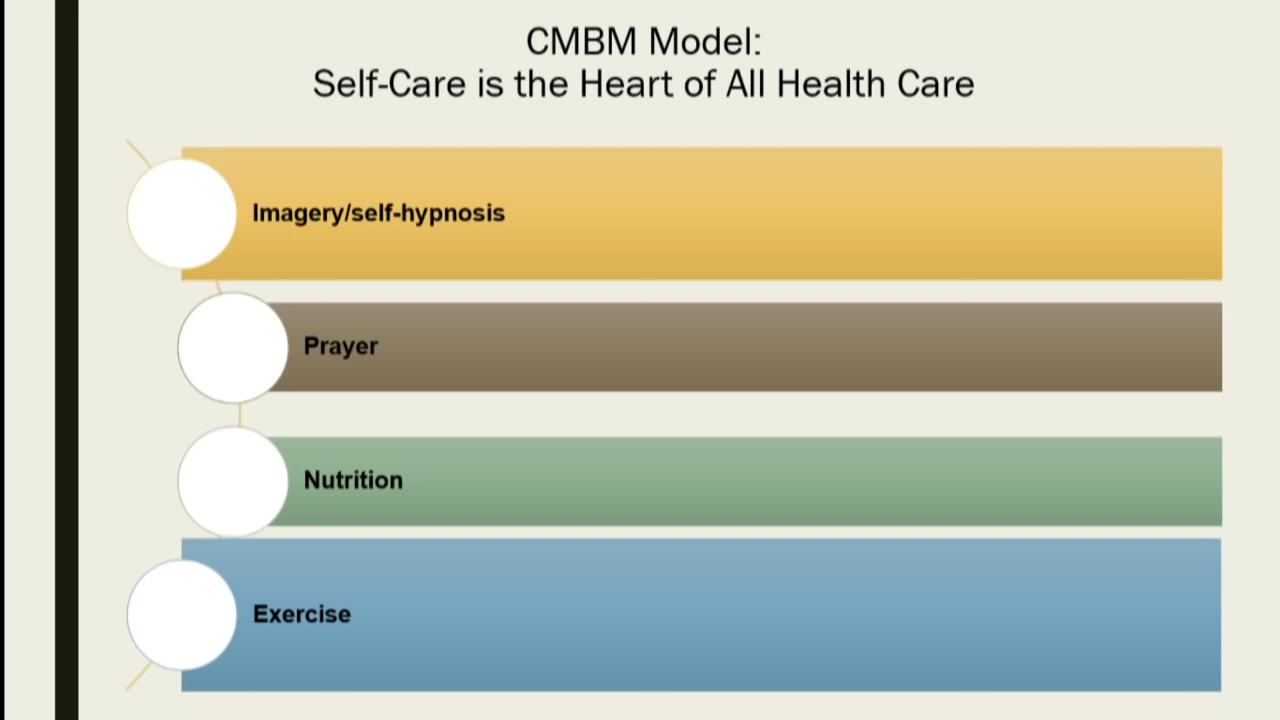 CMBM Model:
Self-Care is the Heart of All Health Care
Imagery/self-hypnosis
Prayer
Nutrition
Exercise